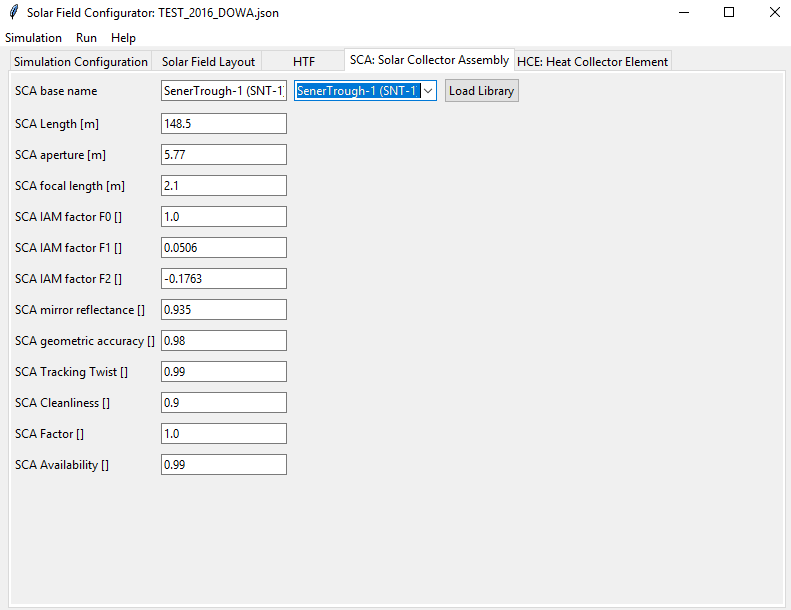 Solar Field Configurator: TEST_2016_DOWA.json
Simulation Run Help
Simulation Configuration Solar Field Layout HTF SCA: Solar Collector Assembly HCE: Heat Collector Element
SCA base name SenerTrough-1 (SNT-1) SenerTrough-1 (SNT-1 Load Library
SCA Length [m] 148.5
SCA aperture [m] 5.77
SCA focal length [m] 2.1
SCA IAM factor F0 [] 1.0
SCA IAM factor F1 [] 0.0506
SCA IAM factor F2 [] -0.1763
SCA mirror reflectance [] 0.935
SCA geometric accuracy [] 0.98
SCA Tracking Twist [] 0.99
SCA Cleanliness [] 0.9
SCA Factor [] 1.0
SCA Availability [] 0.99